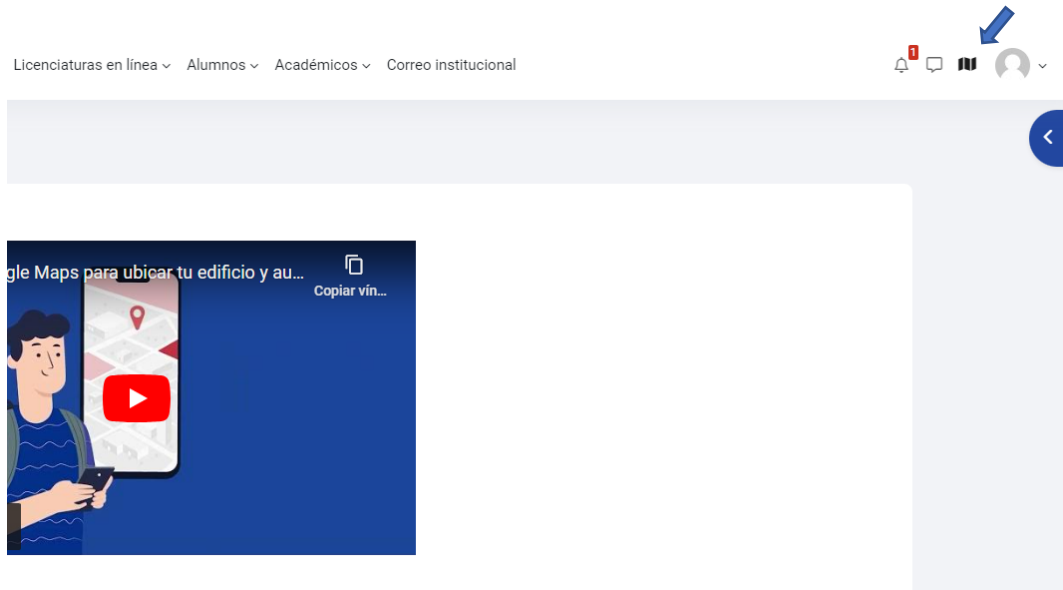 Licenciaturas en línea Alumnos Académicos Correo institucional
1
gle Maps para ubicar tu edificio y au...
Copiar vín...